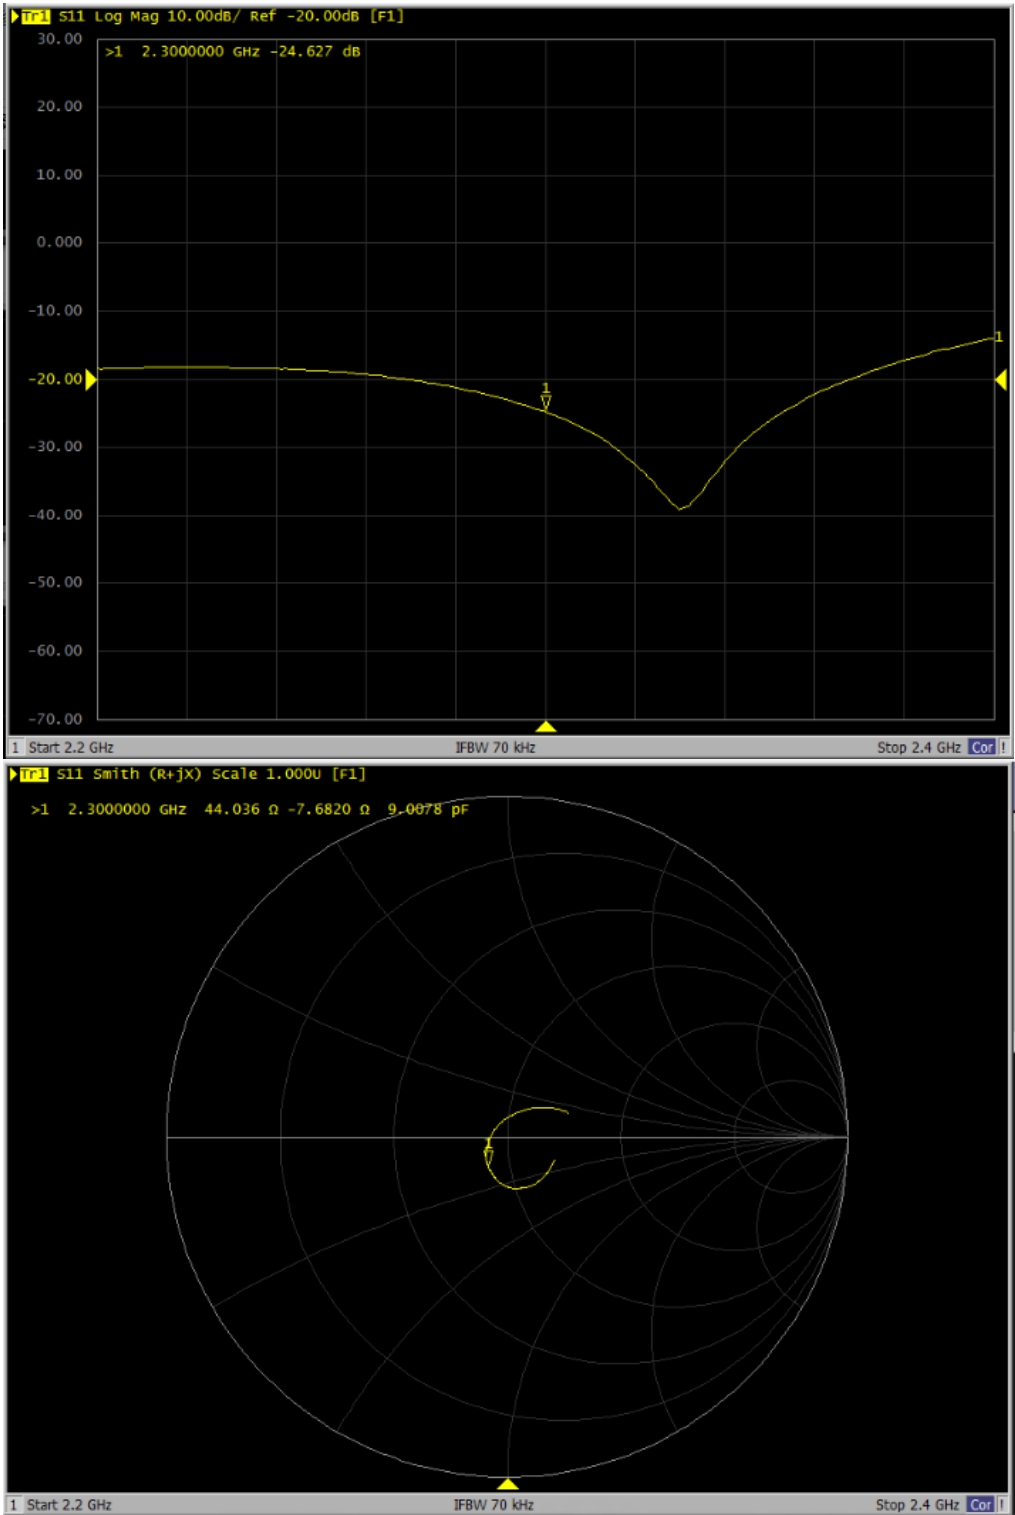 Tr1 S11 Log Mag 10.00dB/ Ref -20.00dB [F1]
30.00
>1 2.3000000 GHz -24.627 dB
20.00
10.00
0.000
-10.00
1
-20.00
1
-30.00
-40.00
-50.00
-60.00
-70.00
1 Start 2.2 GHz IFBW 70 kHz Stop 2.4 GHz Cor !
Tr1 S11 Smith (R+jX) Scale 1.000U [F1]
>1 2.3000000 GHz 44.036 Ω -7.6820 Ω 9.0078 pF
1
1 Start 2.2 GHz IFBW 70 kHz Stop 2.4 GHz Cor !